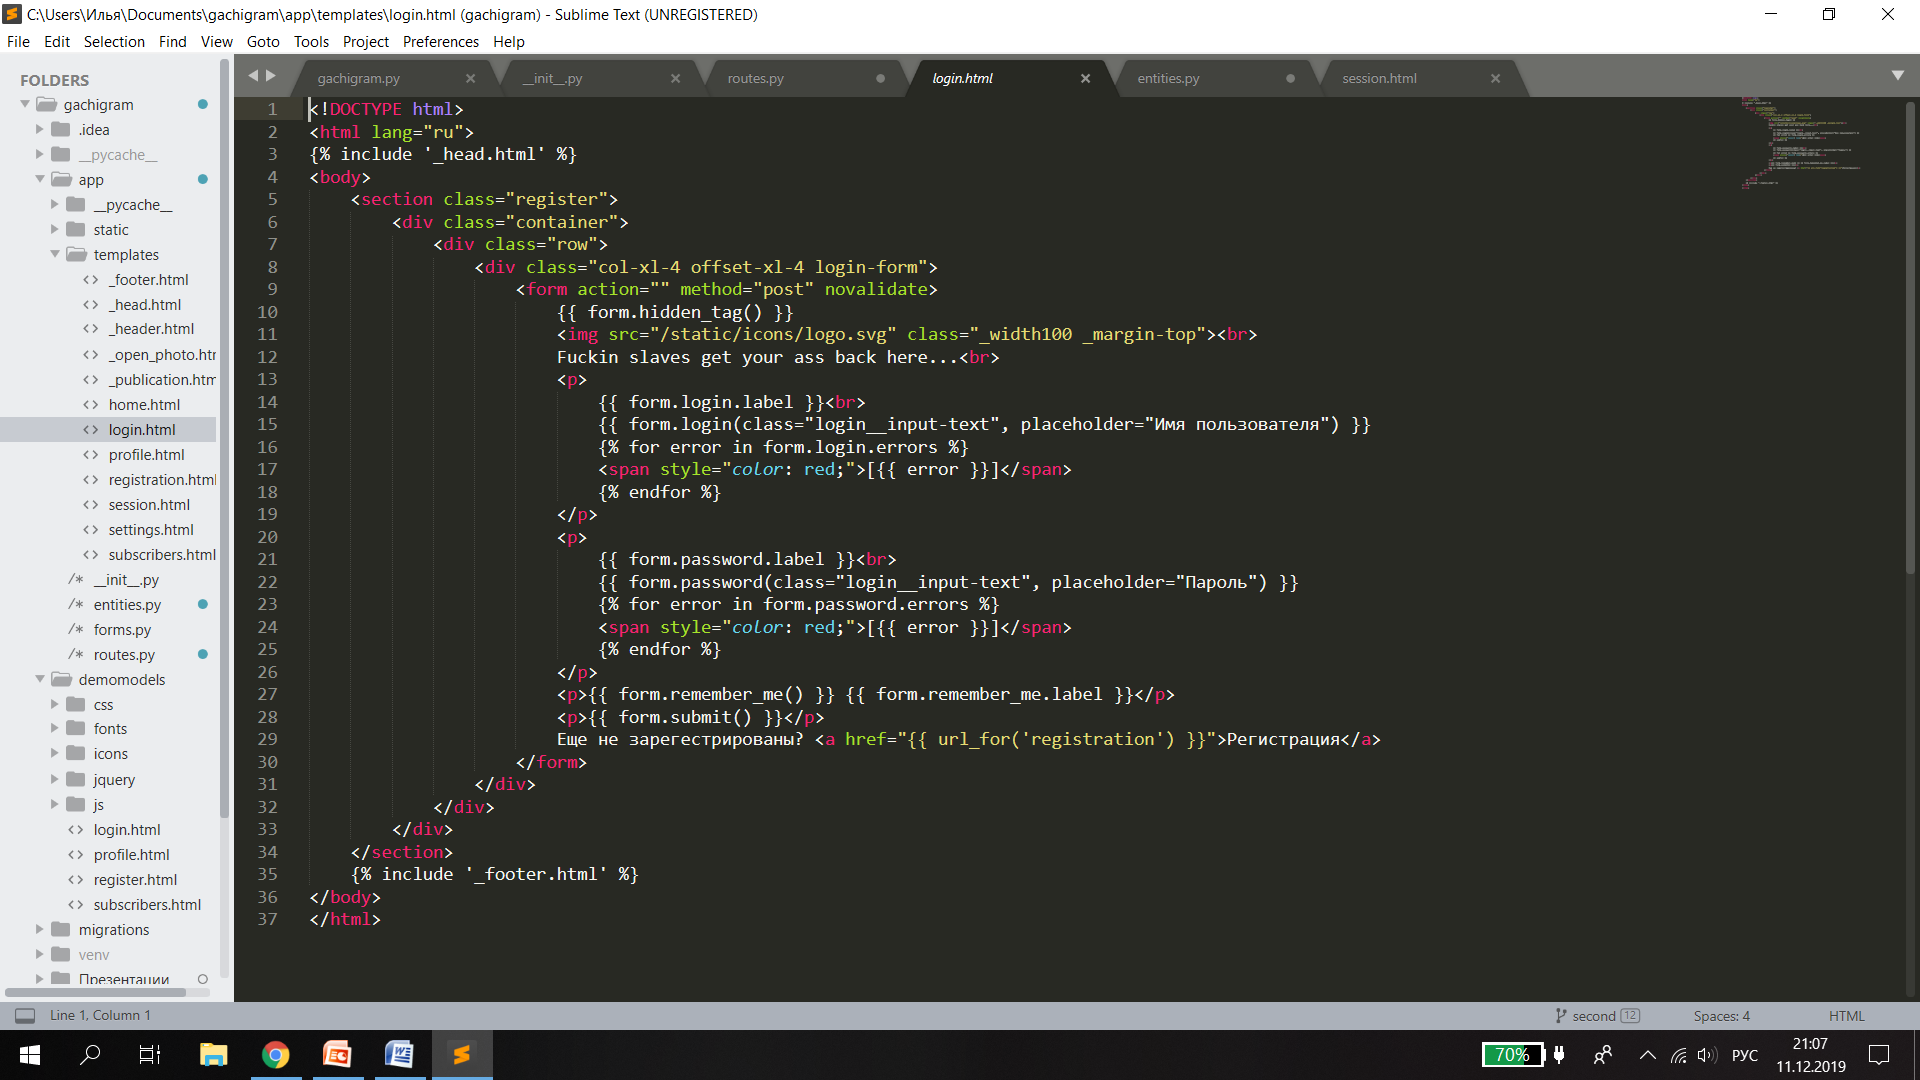 C:\Users\Илья\Documents\gachigram\app\templates\login.html (gachigram) - Sublime Text (UNREGISTERED)
File Edit Selection Find View Goto Tools Project Preferences Help
FOLDERS
gachigram
.idea
__pycache__
app
__pycache__
static
templates
_footer.html
_head.html
_header.html
_open_photo.htm
_publication.htm
home.html
login.html
profile.html
registration.html
session.html
settings.html
subscribers.html
/* __init__.py
/* entities.py
/* forms.py
/* routes.py
demomodels
css
fonts
icons
jquery
js
login.html
profile.html
register.html
subscribers.html
migrations
venv
Презентации
gachigram.py __init__.py routes.py login.html entities.py session.html
1 <!DOCTYPE html>
2 <html lang="ru">
3 {% include '_head.html' %}
4 <body>
5 <section class="register">
6 <div class="container">
7 <div class="row">
8 <div class="col-xl-4 offset-xl-4 login-form">
9 <form action="" method="post" novalidate>
10 {{ form.hidden_tag() }}
11 <img src="/static/icons/logo.svg" class="_width100 _margin-top"><br>
12 Fuckin slaves get your ass back here...<br>
13 <p>
14 {{ form.login.label }}<br>
15 {{ form.login(class="login__input-text", placeholder="Имя пользователя") }}
16 {% for error in form.login.errors %}
17 <span style="color: red;">[{{ error }}]</span>
18 {% endfor %}
19 </p>
20 <p>
21 {{ form.password.label }}<br>
22 {{ form.password(class="login__input-text", placeholder="Пароль") }}
23 {% for error in form.password.errors %}
24 <span style="color: red;">[{{ error }}]</span>
25 {% endfor %}
26 </p>
27 <p>{{ form.remember_me() }} {{ form.remember_me.label }}</p>
28 <p>{{ form.submit() }}</p>
29 Еще не зарегестрированы? <a href="{{ url_for('registration') }}">Регистрация</a>
30 </form>
31 </div>
32 </div>
33 </div>
34 </section>
35 {% include '_footer.html' %}
36 </body>
37 </html>
Line 1, Column 1 second 12 Spaces: 4 HTML
70% РУС 21:07
11.12.2019